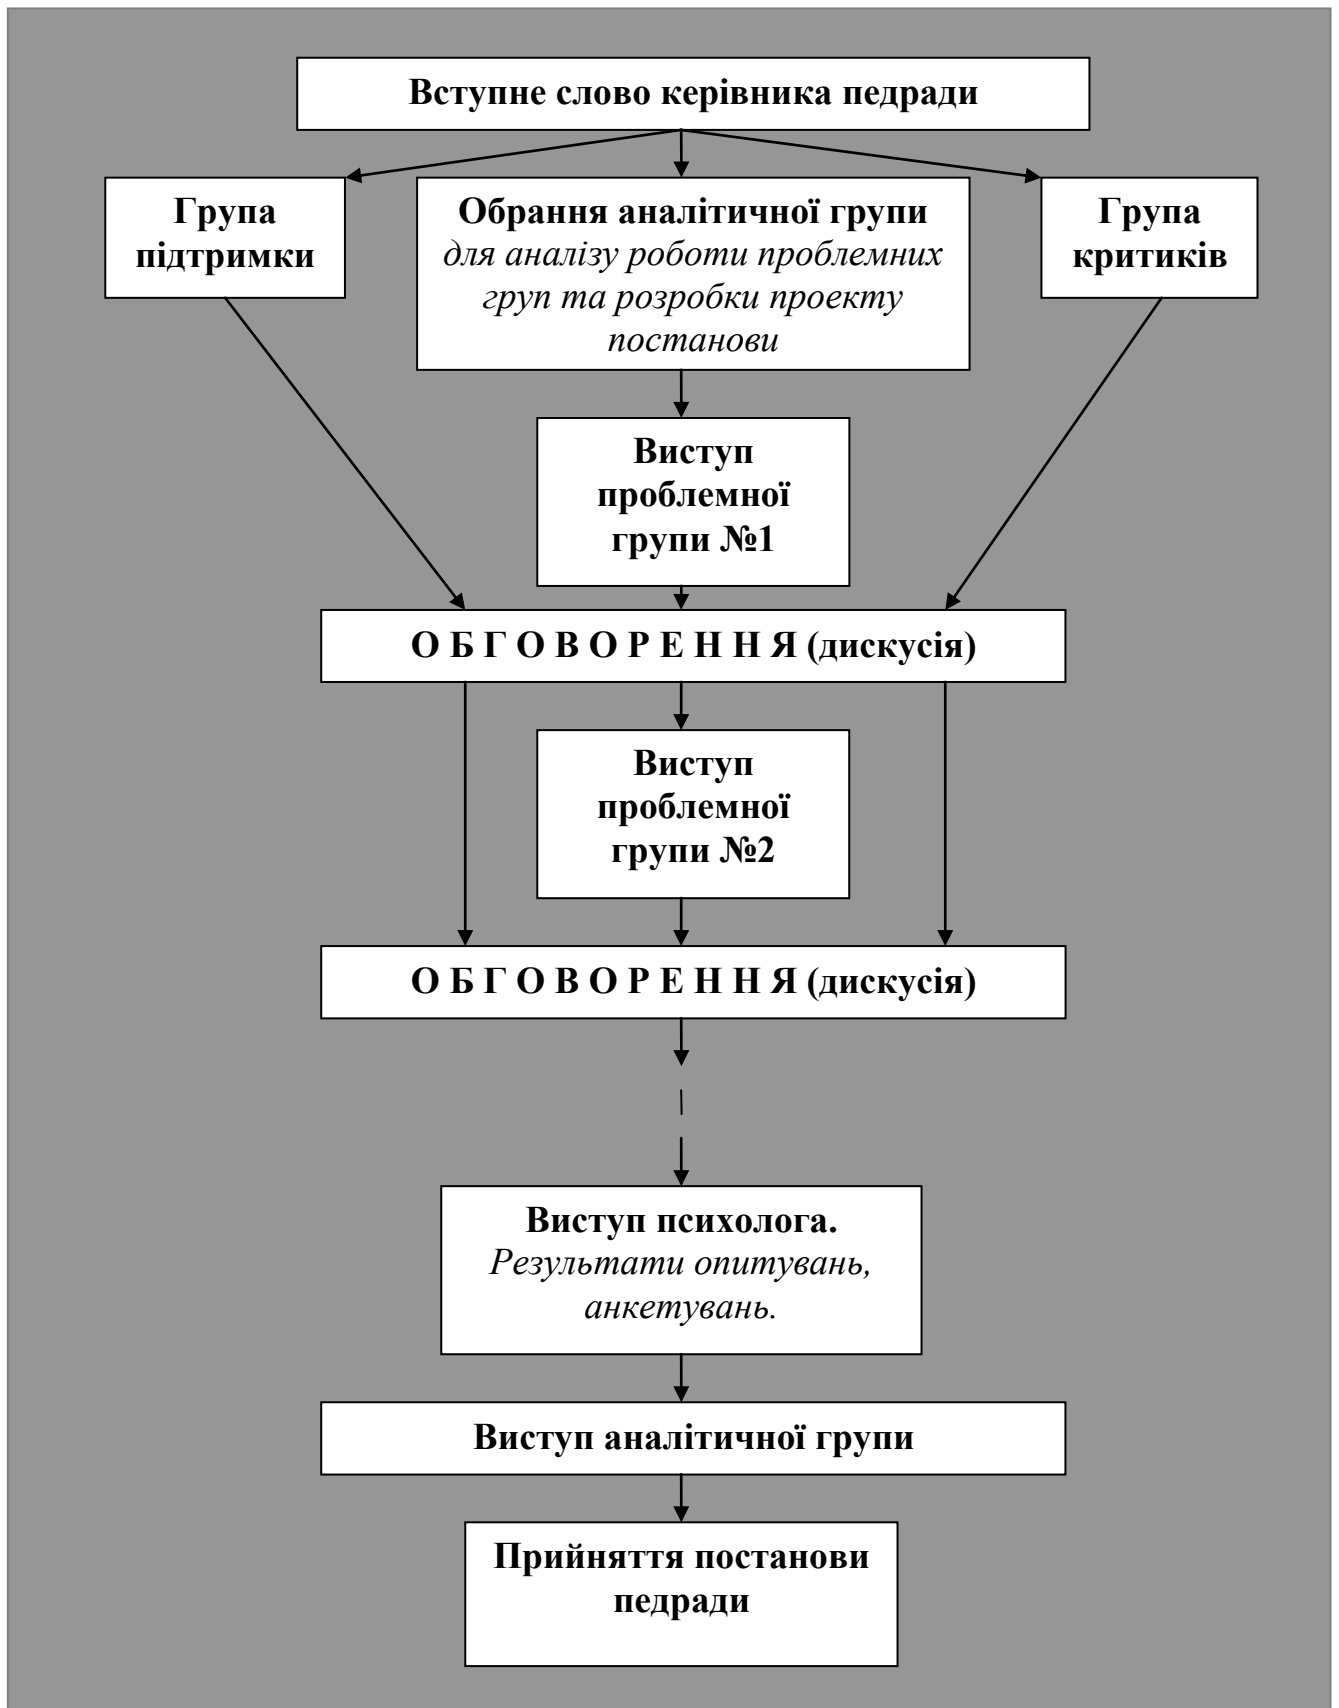 Вступне слово керівника педради
Група
підтримки
Обрання аналітичної групи
для аналізу роботи проблемних
груп та розробки проекту
постанови
Група
критиків
Виступ
проблемної
групи №1
О Б Г О В О Р Е Н Н Я (дискусія)
Виступ
проблемної
групи №2
О Б Г О В О Р Е Н Н Я (дискусія)
Виступ психолога.
Результати опитувань,
анкетувань.
Виступ аналітичної групи
Прийняття постанови
педради